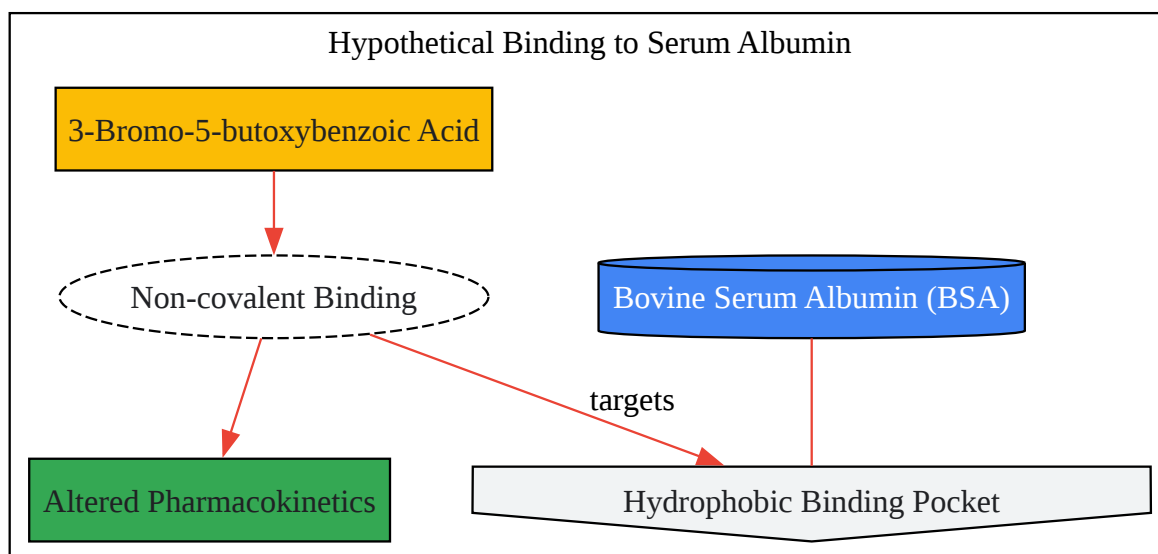 Hypothetical Binding to Serum Albumin
3-Bromo-5-butoxybenzoic Acid
Non-covalent Binding
Bovine Serum Albumin (BSA)
targets
Altered Pharmacokinetics
Hydrophobic Binding Pocket